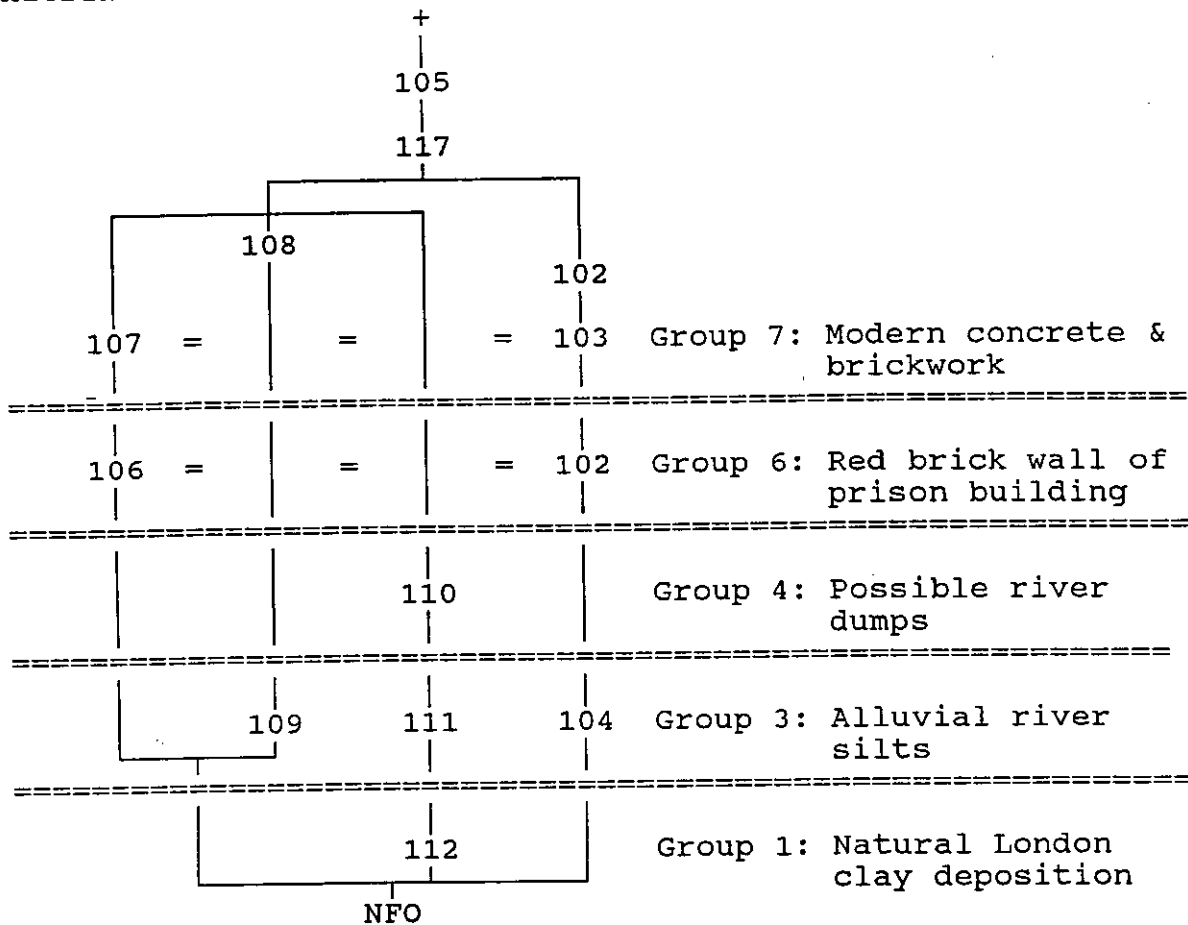 +
105
117
108
102
107 = = = 103 Group 7: Modern concrete &
brickwork
106 = = = 102 Group 6: Red brick wall of
prison building
110 Group 4: Possible river
dumps
109 111 104 Group 3: Alluvial river
silts
112 Group 1: Natural London
clay deposition
NFO